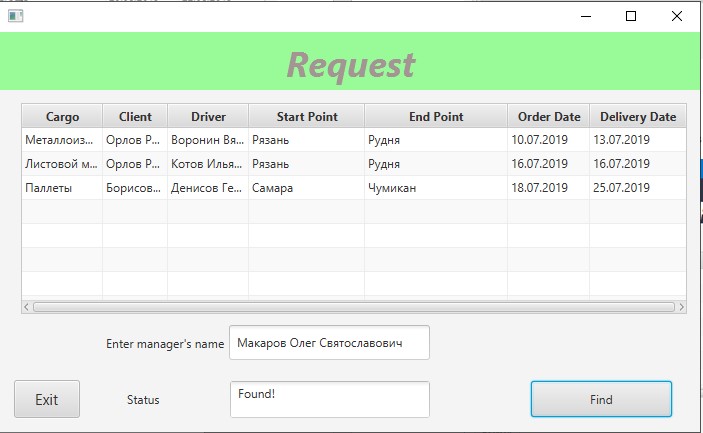 Request
Cargo Client Driver Start Point End Point Order Date Delivery Date
Металлоиз... Орлов Р... Воронин Вя... Рязань Рудня 10.07.2019 13.07.2019
Листовой м... Орлов Р... Котов Илья... Рязань Рудня 16.07.2019 16.07.2019
Паллеты Борисов... Денисов Ге... Самара Чумикан 18.07.2019 25.07.2019
Enter manager's name Макаров Олег Святославович
Exit Status Found! Find